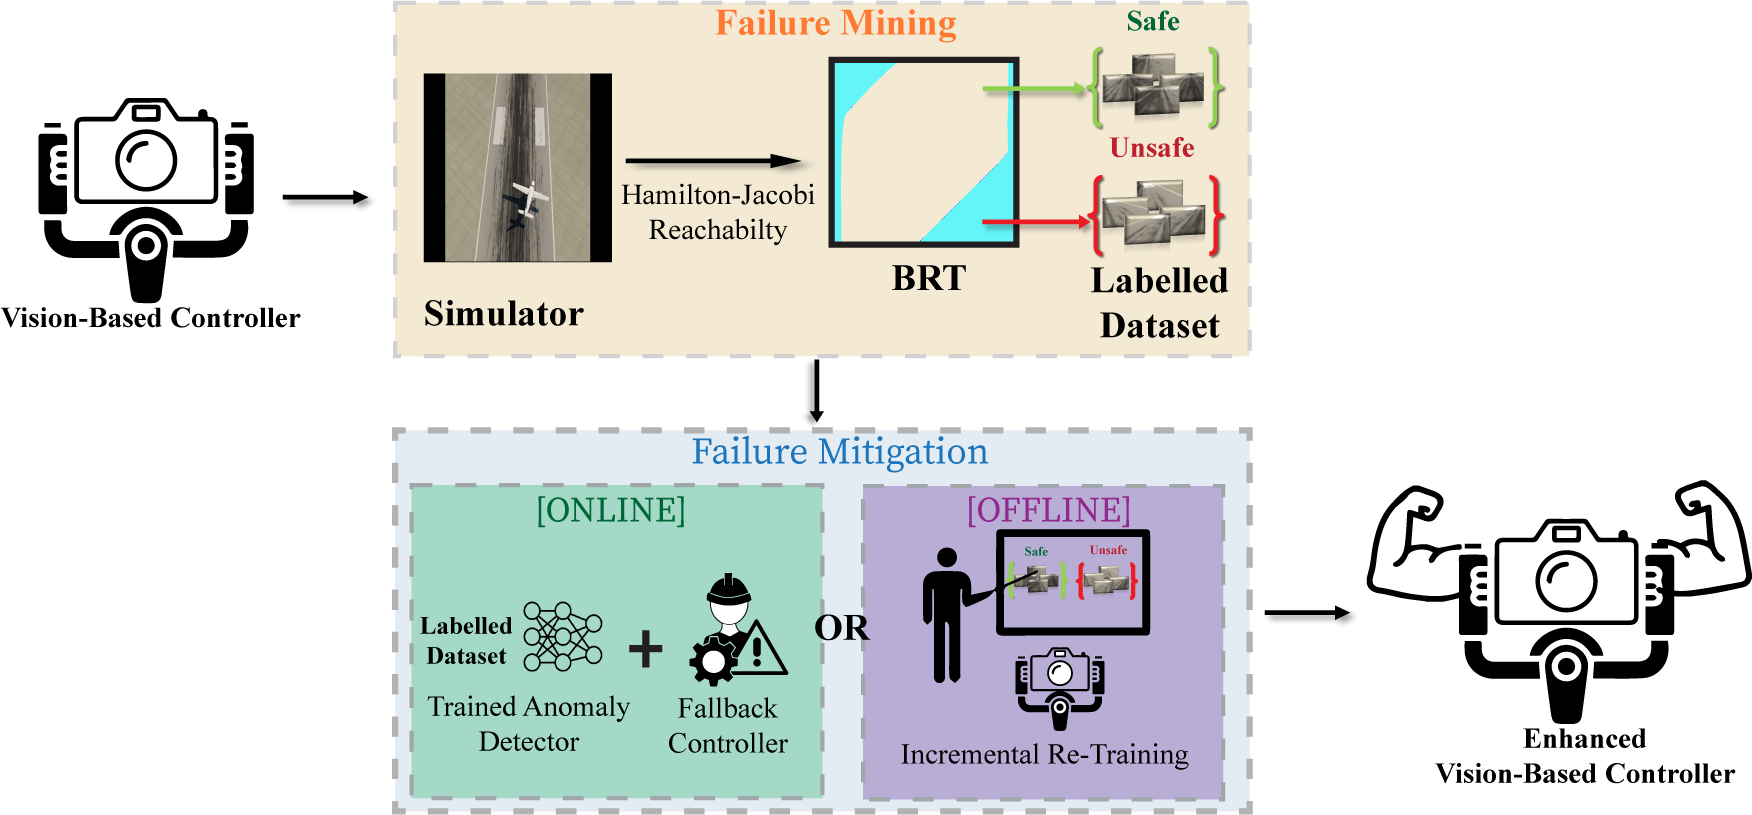 Failure Mining
Safe
Unsafe
Hamilton-Jacobi
Reachabilty
BRT
Labelled
Dataset
Simulator
Vision-Based Controller
Failure Mitigation
[ONLINE]
Labelled
Dataset
Trained Anomaly
Detector
Fallback
Controller
OR
[OFFLINE]
Safe
Unsafe
Incremental Re-Training
Enhanced
Vision-Based Controller